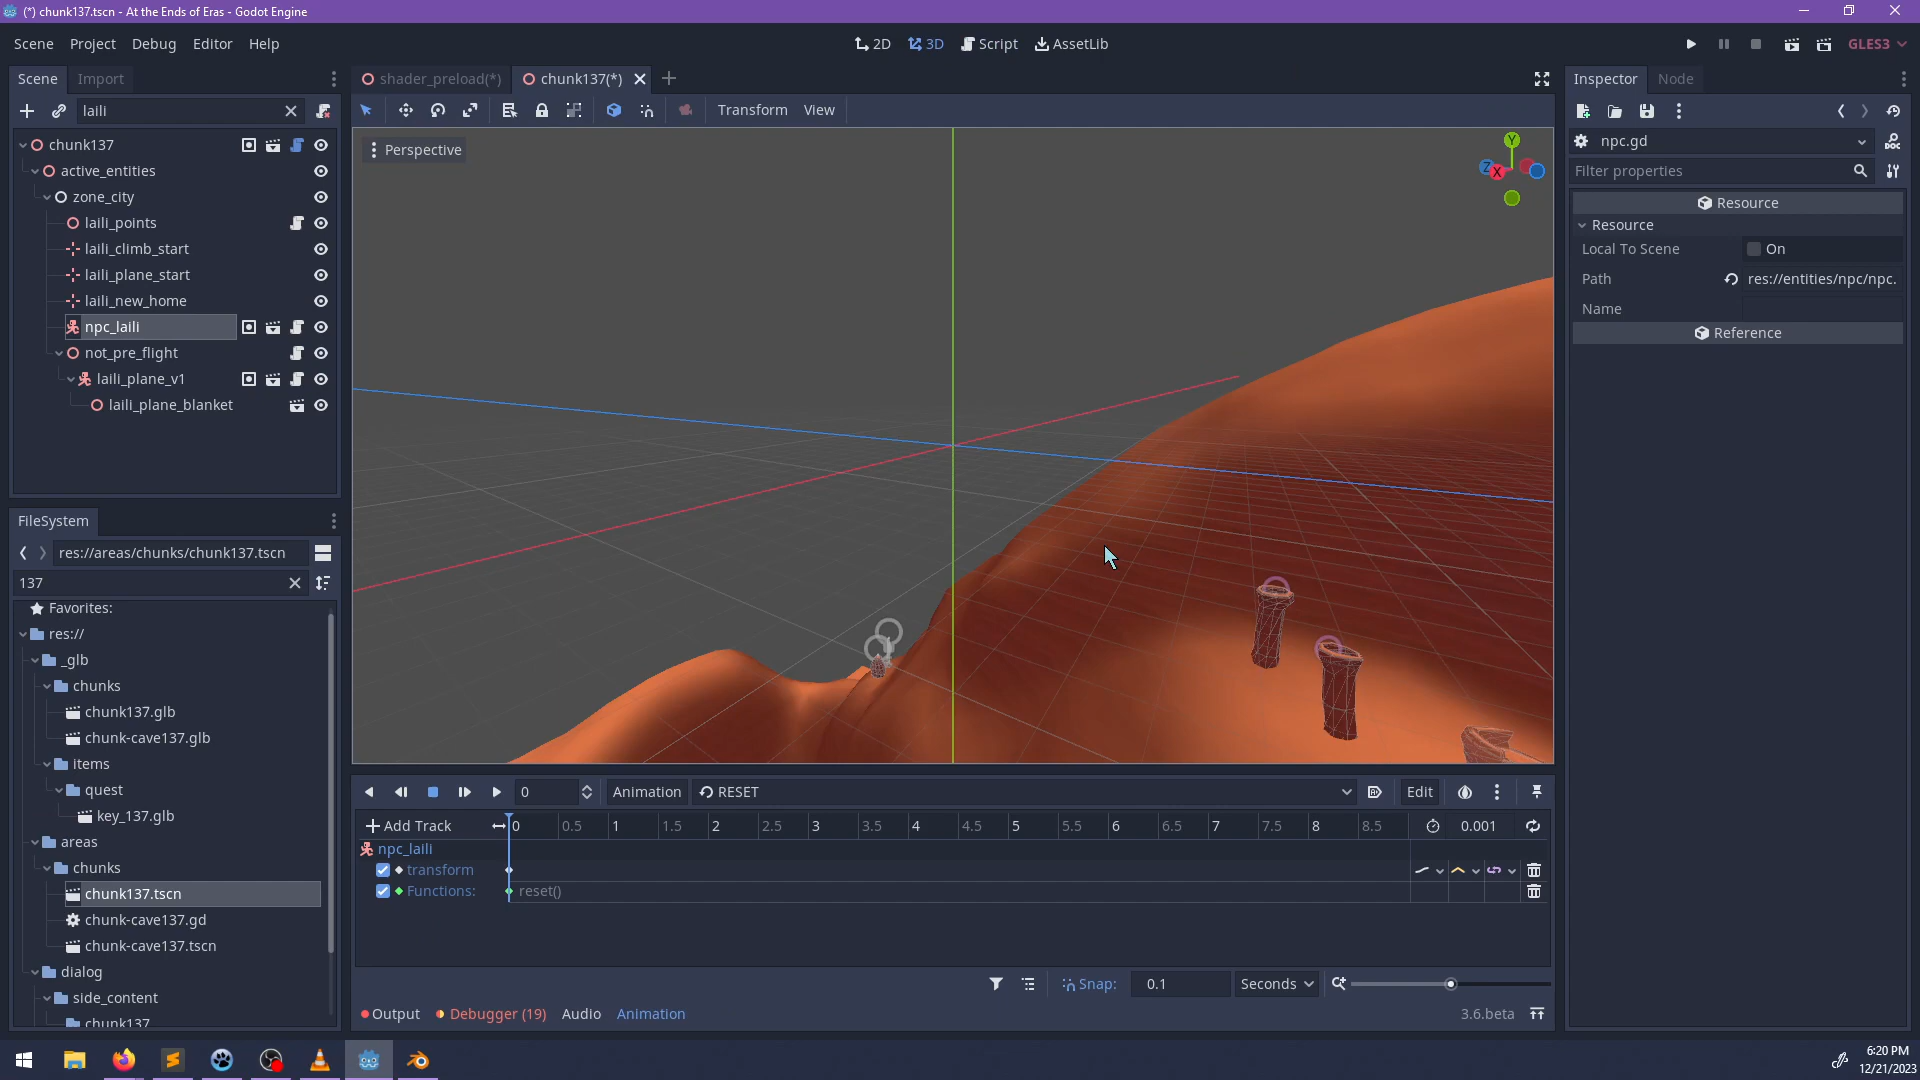 (*) chunk137.tscn - At the Ends of Eras - Godot Engine
Scene Project Debug Editor Help
2D 3D Script AssetLib
GLES3
Scene Import
shader_preload(*) chunk137(*)
Inspector Node
laili
Transform View
npc.gd
Filter properties
chunk137
active_entities
zone_city
laili_points
laili_climb_start
laili_plane_start
laili_new_home
npc_laili
not_pre_flight
laili_plane_v1
laili_plane_blanket
Perspective
Y
Z
X
Resource
Resource
Local To Scene On
Path res://entities/npc/npc.
Name
Reference
FileSystem
res://areas/chunks/chunk137.tscn
137
Favorites:
res://
_glb
chunks
chunk137.glb
chunk-cave137.glb
items
quest
key_137.glb
areas
chunks
chunk137.tscn
chunk-cave137.gd
chunk-cave137.tscn
dialog
side_content
chunk137
0 Animation RESET Edit
Add Track 0 0.5 1 1.5 2 2.5 3 3.5 4 4.5 5 5.5 6 6.5 7 7.5 8 8.5 0.001
npc_laili
transform
Functions: reset()
Snap: 0.1 Seconds
Output Debugger (19) Audio Animation 3.6.beta
6:20 PM
12/21/2023